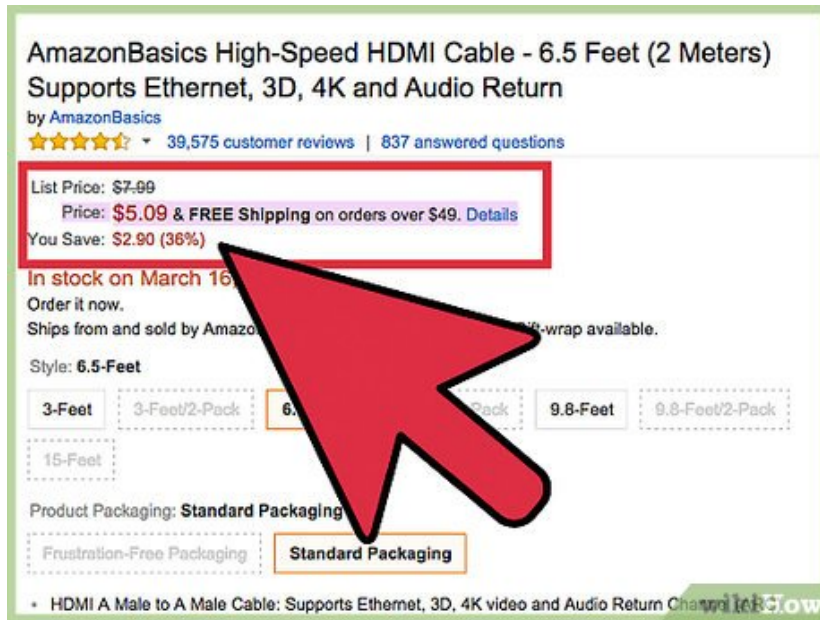 AmazonBasics High-Speed HDMI Cable - 6.5 Feet (2 Meters)
Supports Ethernet, 3D, 4K and Audio Return
by AmazonBasics
39,575 customer reviews | 837 answered questions
List Price: $7.99
Price: $5.09 & FREE Shipping on orders over $49. Details
You Save: $2.90 (36%)
In stock on March 16,
Order it now.
Ships from and sold by available.
Style: 6.5-Feet
3-Feet 3-Feet/2-Pack 9.8-Feet 9.8-Feet/2-Pack
15-Feet
Product Packaging: Standard Packaging
Frustration-Free Packaging Standard Packaging
• HDMI A Male to A Male Cable: Supports Ethernet, 3D, 4K video and Audio Return
wikiHow